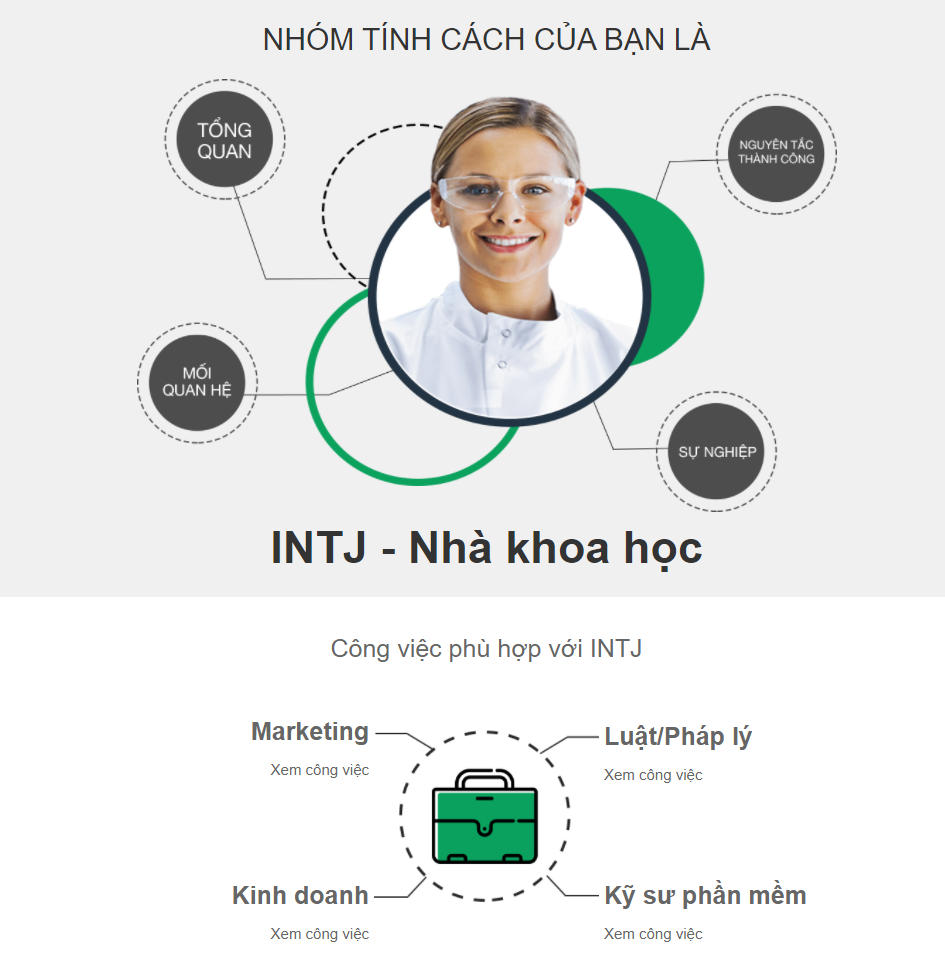 NHÓM TÍNH CÁCH CỦA BẠN LÀ
TỔNG
QUAN
NGUYÊN TẮC
THÀNH CÔNG
MỐI
QUAN HỆ
SỰ NGHIỆP
INTJ - Nhà khoa học
Công việc phù hợp với INTJ
Marketing
Xem công việc
Luật/Pháp lý
Xem công việc
Kinh doanh
Xem công việc
Kỹ sư phần mềm
Xem công việc